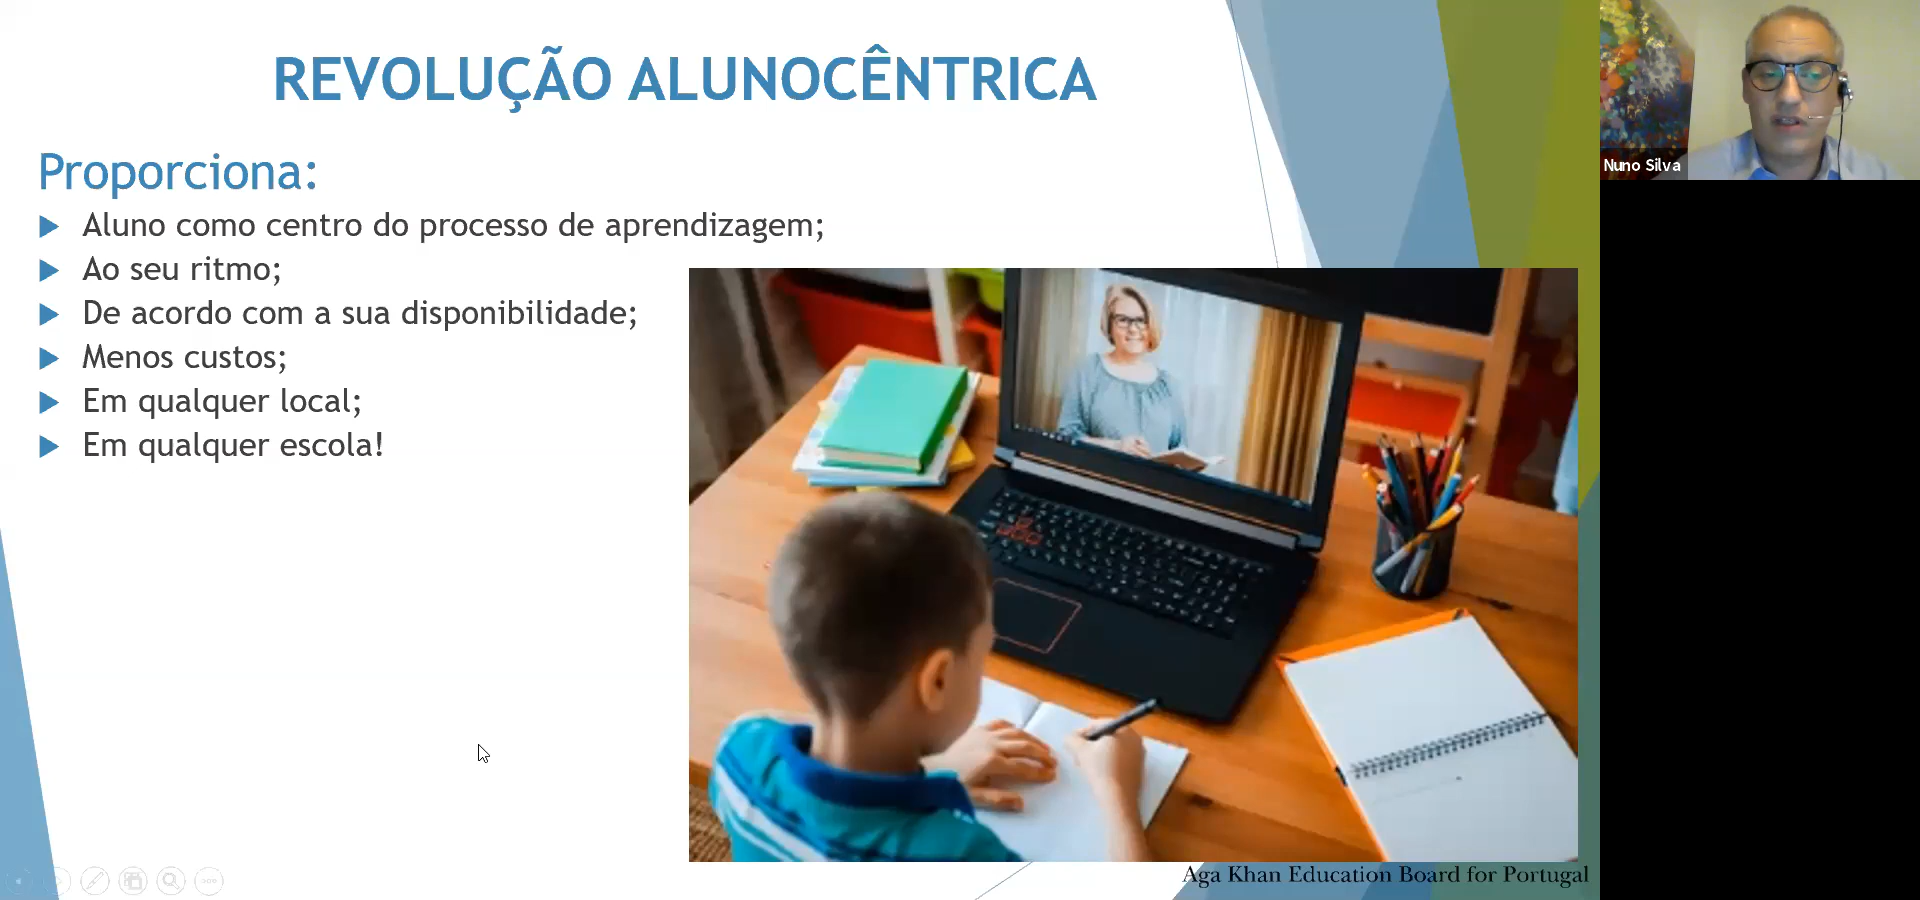 REVOLUÇÃO ALUNOCÊNTRICA
Proporciona:
Aluno como centro do processo de aprendizagem;
Ao seu ritmo;
De acordo com a sua disponibilidade;
Menos custos;
Em qualquer local;
Em qualquer escola!
Aga Khan Education Board for Portugal
Nuno Silva